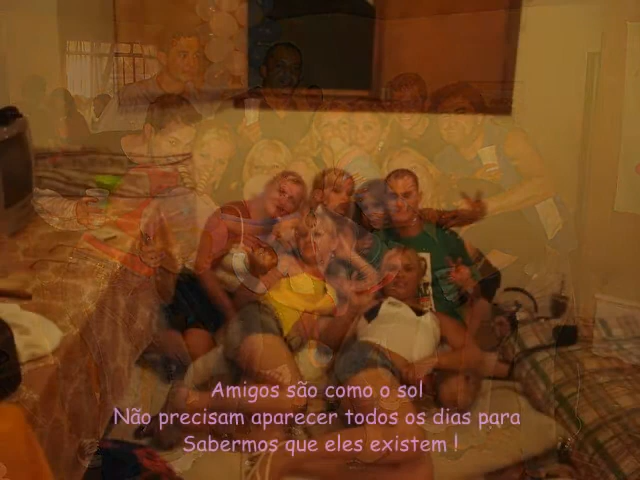 Amigos são como o sol
Não precisam aparecer todos os dias para
Sabermos que eles existem !